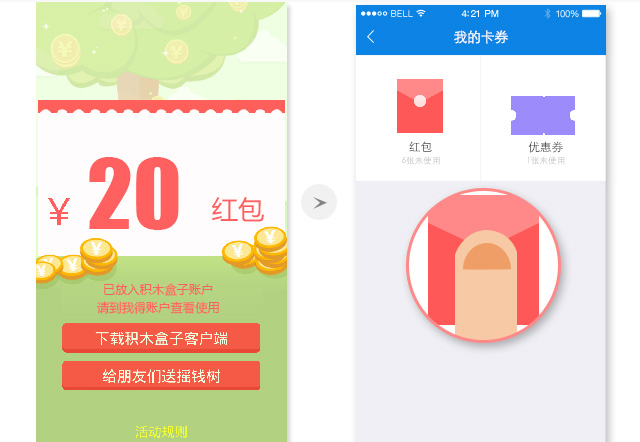 ¥ 20 红包
已放入积木盒子账户
请到我得账户查看使用
下载积木盒子客户端
给朋友们送摇钱树
活动规则
BELL 4:21 PM 100%
我的卡券
红包 优惠券
6张未使用 1张未使用